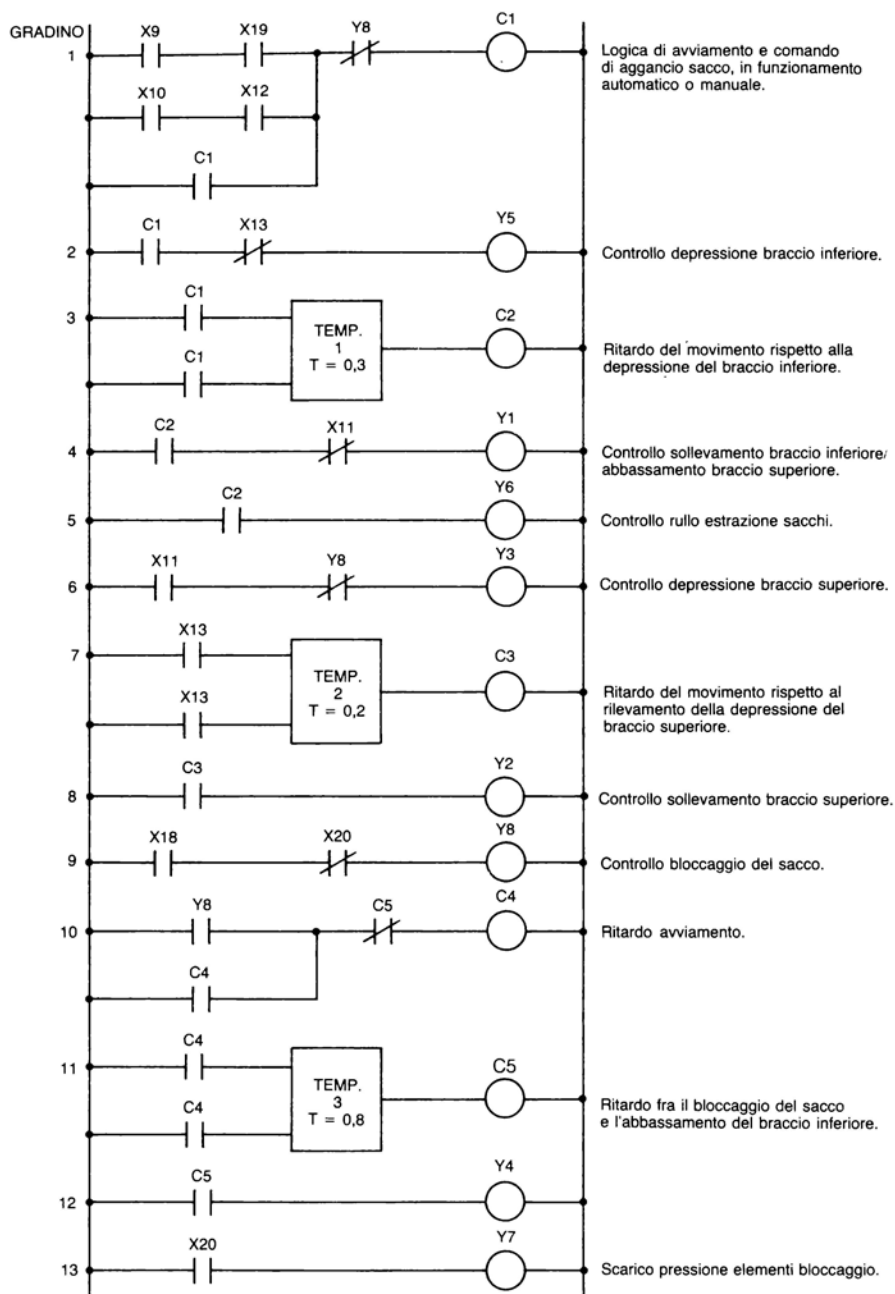 GRADINO
X9 X19 Y8 C1
1
Logica di avviamento e comando
di aggancio sacco, in funzionamento
automatico o manuale.
X10 X12
C1
C1 X13 Y5
2
Controllo depressione braccio inferiore.
C1
3
TEMP.
1
T = 0,3
C2
C1
Ritardo del movimento rispetto alla
depressione del braccio inferiore.
C2 X11 Y1
4
Controllo sollevamento braccio inferiore/
abbassamento braccio superiore.
C2 Y6
5
Controllo rullo estrazione sacchi.
X11 Y8 Y3
6
Controllo depressione braccio superiore.
X13
7
TEMP.
2
T = 0,2
C3
X13
Ritardo del movimento rispetto al
rilevamento della depressione del
braccio superiore.
C3 Y2
8
Controllo sollevamento braccio superiore.
X18 X20 Y8
9
Controllo bloccaggio del sacco.
Y8 C5 C4
10
Ritardo avviamento.
C4
C4
11
TEMP.
3
T = 0,8
C5
C4
Ritardo fra il bloccaggio del sacco
e l'abbassamento del braccio inferiore.
C5 Y4
12
X20 Y7
13
Scarico pressione elementi bloccaggio.